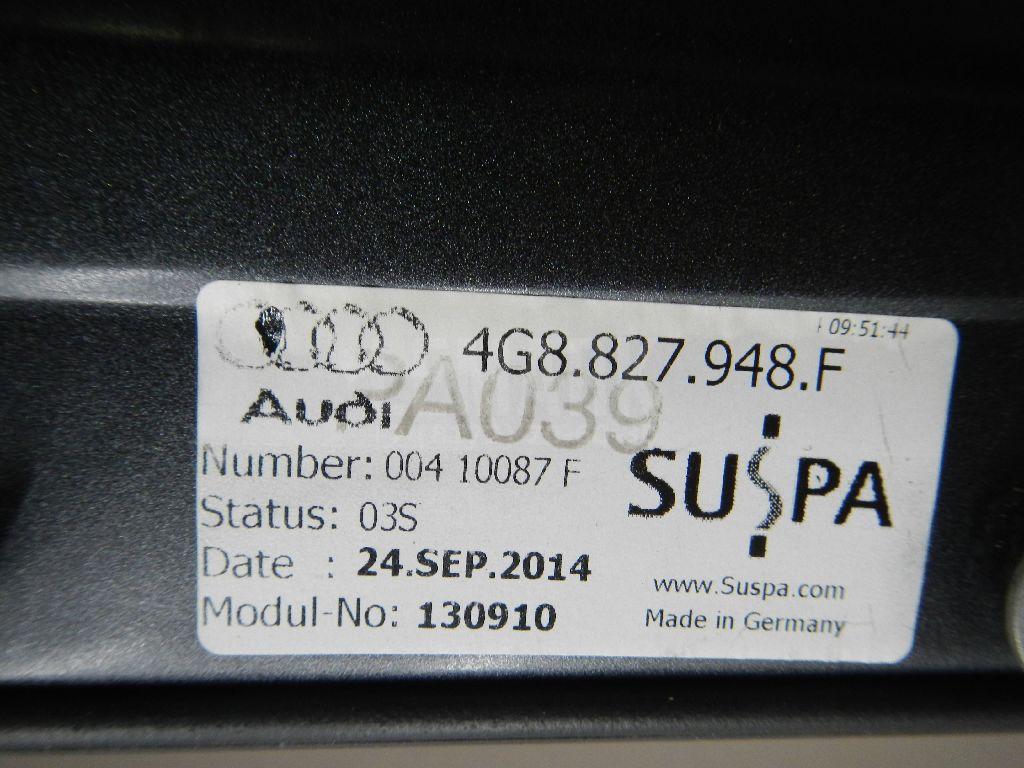 09:51:44
4G8.827.948.F
Audi
PA039
Number: 004 10087 F
SUSPA
Status: 03S
Date : 24.SEP.2014
www.Suspa.com
Modul-No: 130910
Made in Germany